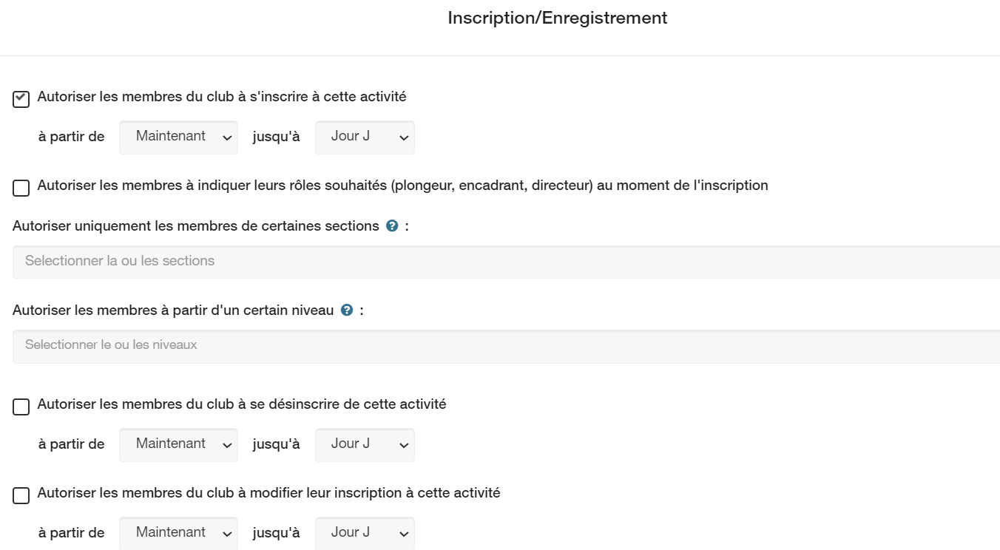 Inscription/Enregistrement
Autoriser les membres du club à s'inscrire à cette activité
à partir de Maintenant jusqu'à Jour J
Autoriser les membres à indiquer leurs rôles souhaités (plongeur, encadrant, directeur) au moment de l'inscription
Autoriser uniquement les membres de certaines sections ? :
Selectionner la ou les sections
Autoriser les membres à partir d'un certain niveau ? :
Selectionner le ou les niveaux
Autoriser les membres du club à se désinscrire de cette activité
à partir de Maintenant jusqu'à Jour J
Autoriser les membres du club à modifier leur inscription à cette activité
à partir de Maintenant jusqu'à Jour J